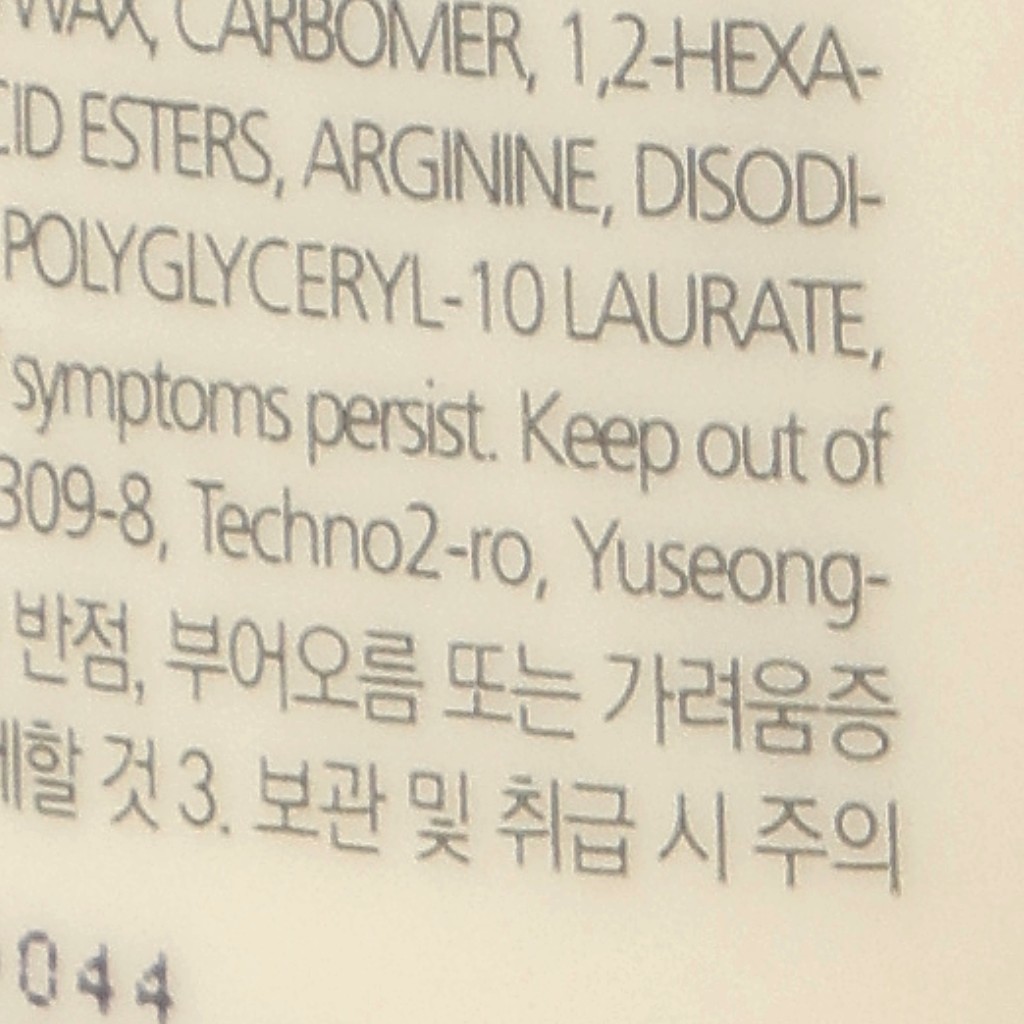 WAX, CARBOMER, 1,2-HEXA-
CID ESTERS, ARGININE, DISODI-
POLYGLYCERYL-10 LAURATE,
symptoms persist. Keep out of
309-8, Techno2-ro, Yuseong-
반점, 부어오름 또는 가려움증
제할 것 3. 보관 및 취급 시 주의
044